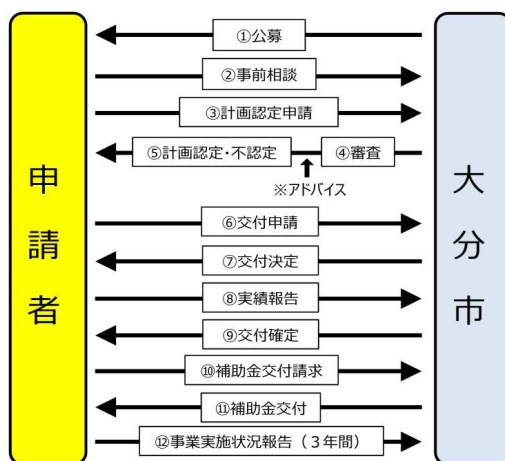 申請者
大分市
①公募
②事前相談
③計画認定申請
⑤計画認定・不認定
④審査
※アドバイス
⑥交付申請
⑦交付決定
⑧実績報告
⑨交付確定
⑩補助金交付請求
⑪補助金交付
⑫事業実施状況報告（３年間）